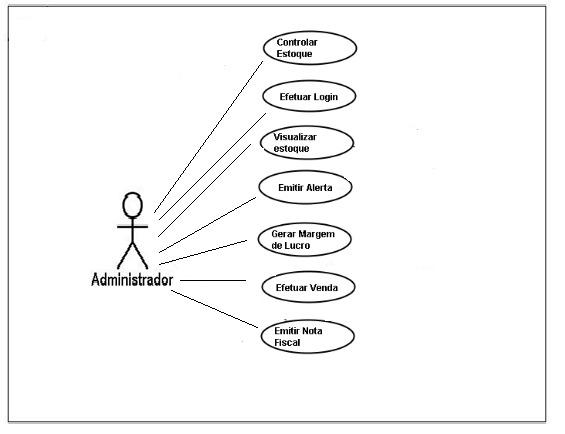 Controlar
Estoque
Efetuar Login
Visualizar
estoque
Emitir Alerta
Gerar Margem
de Lucro
Administrador
Efetuar Venda
Emitir Nota
Fiscal